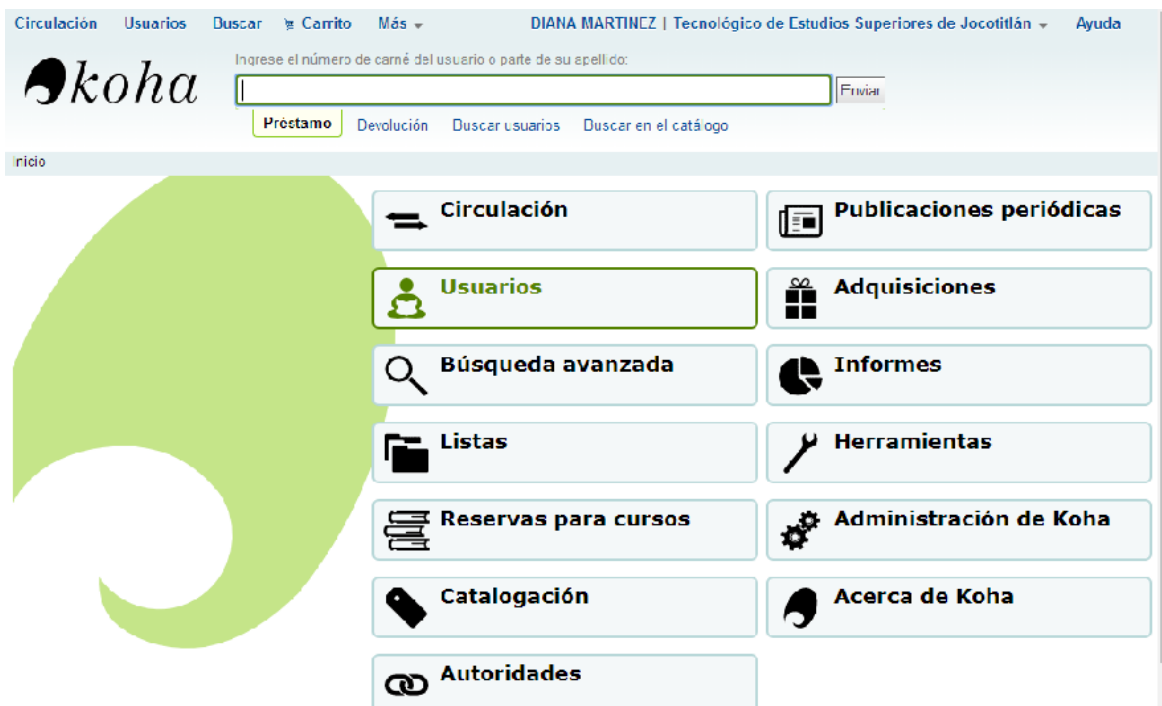 Circulación Usuarios Buscar Carrito Más DIANA MARTINEZ | Tecnológico de Estudios Superiores de Jocotitlán Ayuda
koha
Ingrese el número de carné del usuario o parte de su apellido:
Enviar
Préstamo Devolución Buscar usuarios Buscar en el catálogo
Inicio
Circulación Publicaciones periódicas
Usuarios Adquisiciones
Búsqueda avanzada Informes
Listas Herramientas
Reservas para cursos Administración de Koha
Catalogación Acerca de Koha
Autoridades